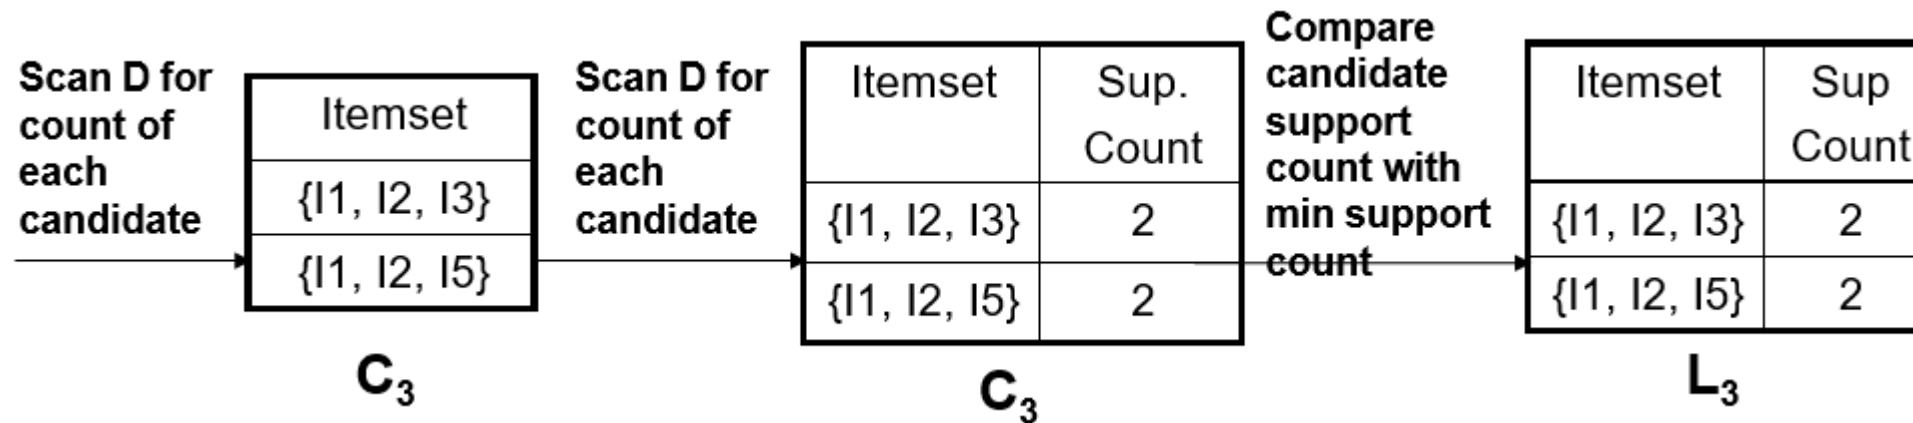 Scan D for
count of
each
candidate
Itemset
{I1, I2, I3}
{I1, I2, I5}
C3
Scan D for
count of
each
candidate
Itemset Sup.
Count
{I1, I2, I3} 2
{I1, I2, I5} 2
C3
Compare
candidate
support
count with
min support
count
Itemset Sup
Count
{I1, I2, I3} 2
{I1, I2, I5} 2
L3